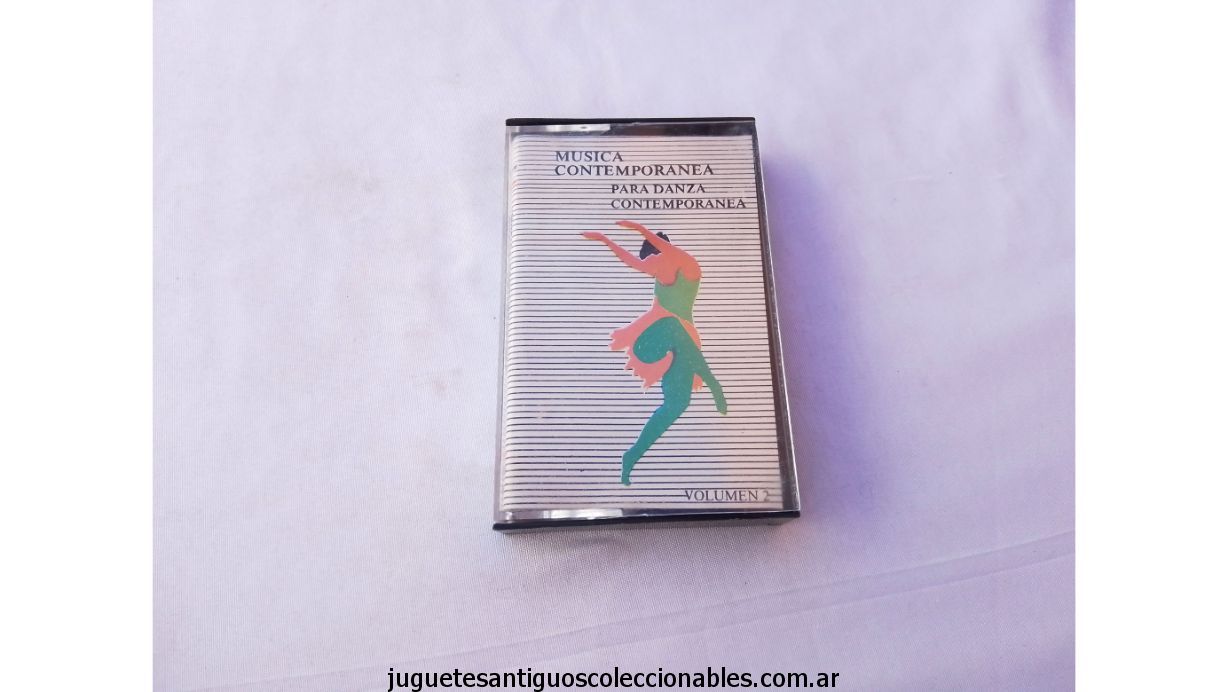 MUSICA
CONTEMPORANEA
PARA DANZA
CONTEMPORANEA
VOLUMEN 2
juguetesantiguoscoleccionables.com.ar